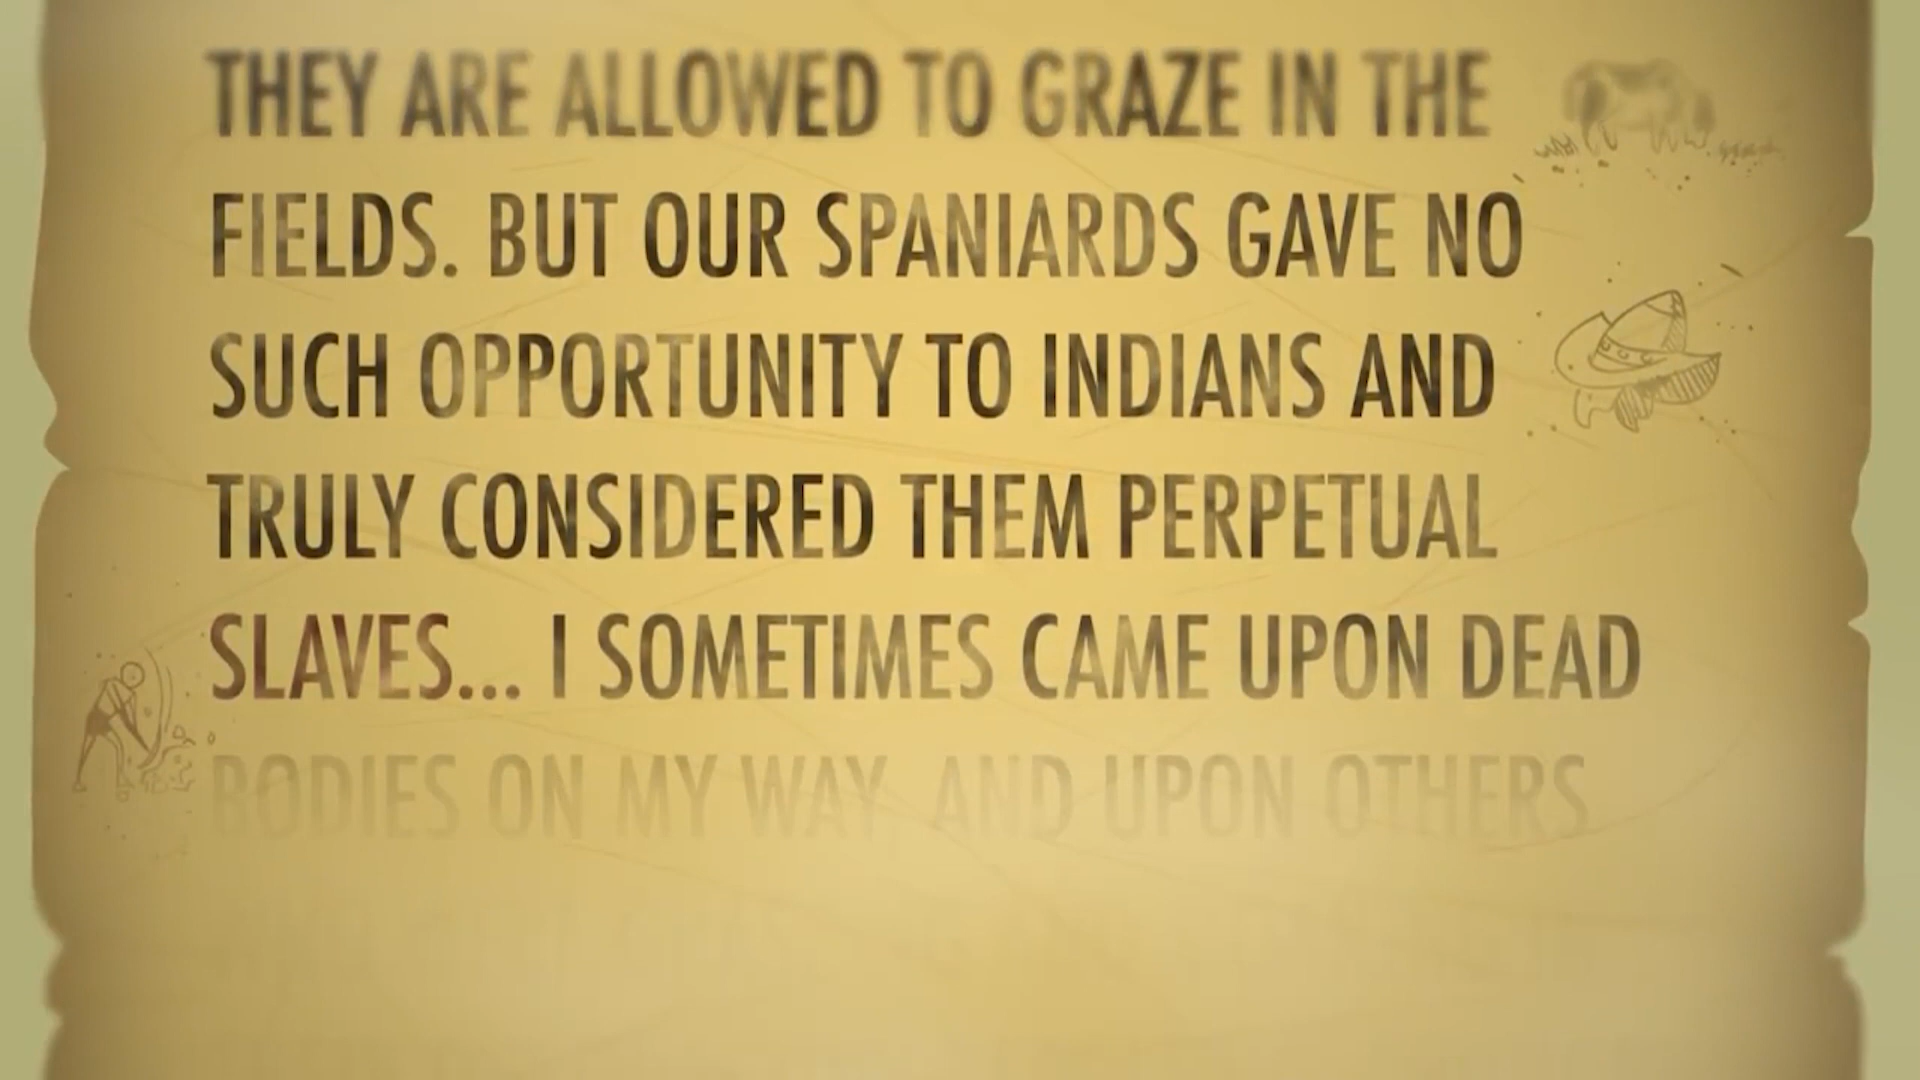 THEY ARE ALLOWED TO GRAZE IN THE
FIELDS. BUT OUR SPANIARDS GAVE NO
SUCH OPPORTUNITY TO INDIANS AND
TRULY CONSIDERED THEM PERPETUAL
SLAVES... I SOMETIMES CAME UPON DEAD
BODIES ON MY WAY, AND UPON OTHERS